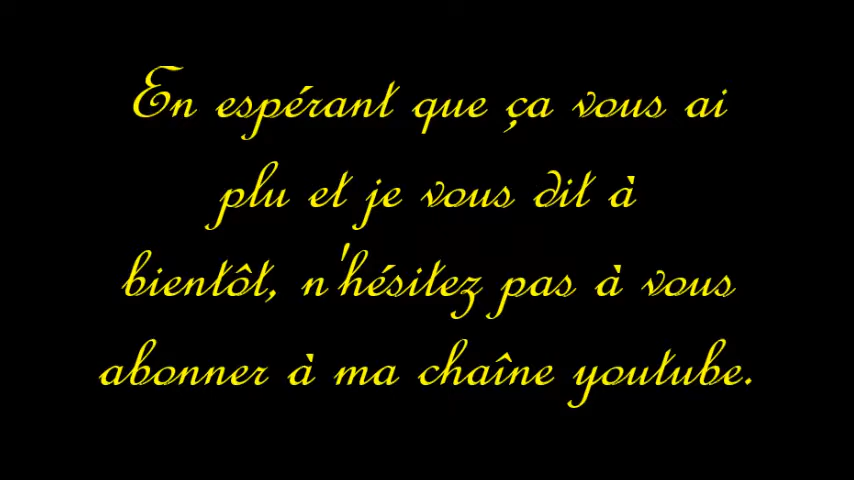 En espérant que ça vous ai
plu et je vous dit à
bientôt, n'hésitez pas à vous
abonner à ma chaîne youtube.